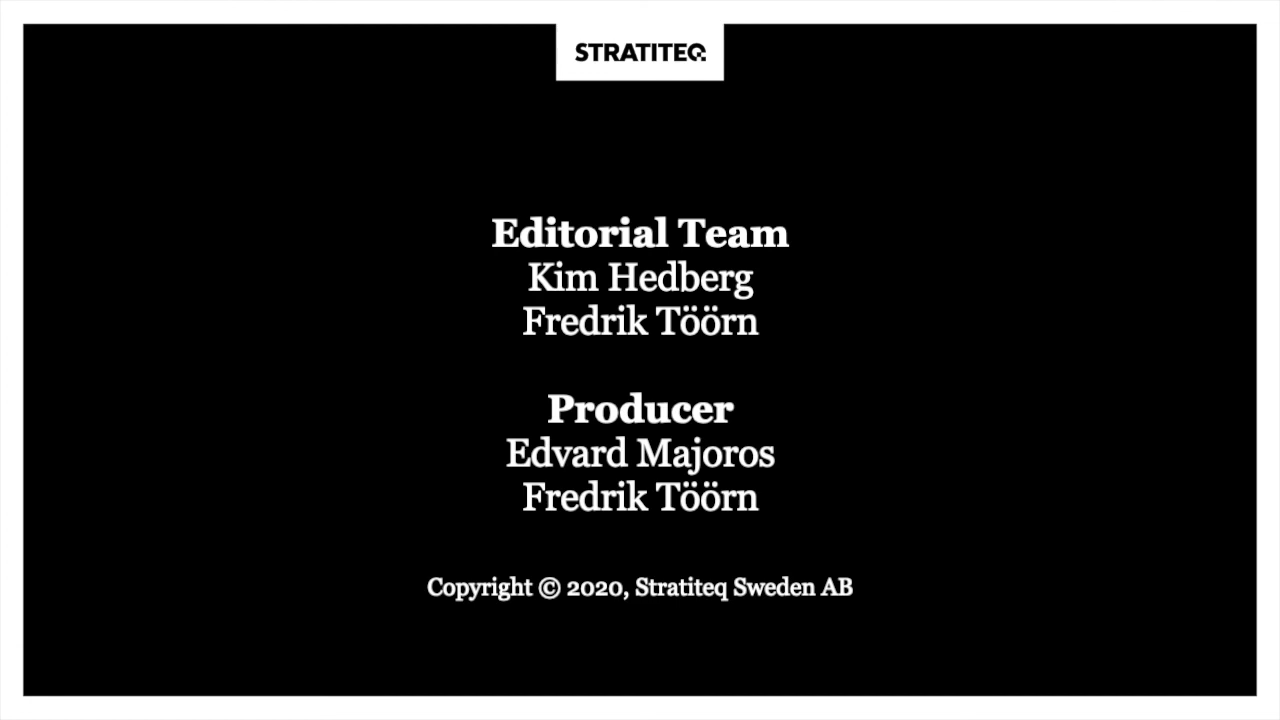 STRATITEQ
Editorial Team
Kim Hedberg
Fredrik Töörn
Producer
Edvard Majoros
Fredrik Töörn
Copyright © 2020, Stratiteq Sweden AB